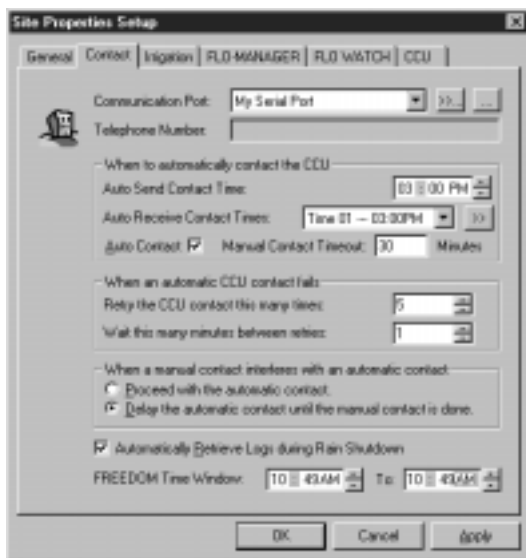 Site Properties Setup
General Contact Irrigation FLO-MANAGER FLO WATCH CCU
Communication Port: My Serial Port >>... ...
Telephone Number:
When to automatically contact the CCU
Auto Send Contact Time: 03 : 00 PM
Auto Receive Contact Times: Time 01 -- 03:00PM >>
Auto Contact Manual Contact Timeout: 30 Minutes
When an automatic CCU contact fails
Retry the CCU contact this many times: 5
Wait this many minutes between retries: 1
When a manual contact interferes with an automatic contact
Proceed with the automatic contact.
Delay the automatic contact until the manual contact is done.
Automatically Retrieve Logs during Rain Shutdown
FREEDOM Time Window: 10 : 49 AM To: 10 : 49 AM
OK Cancel Apply